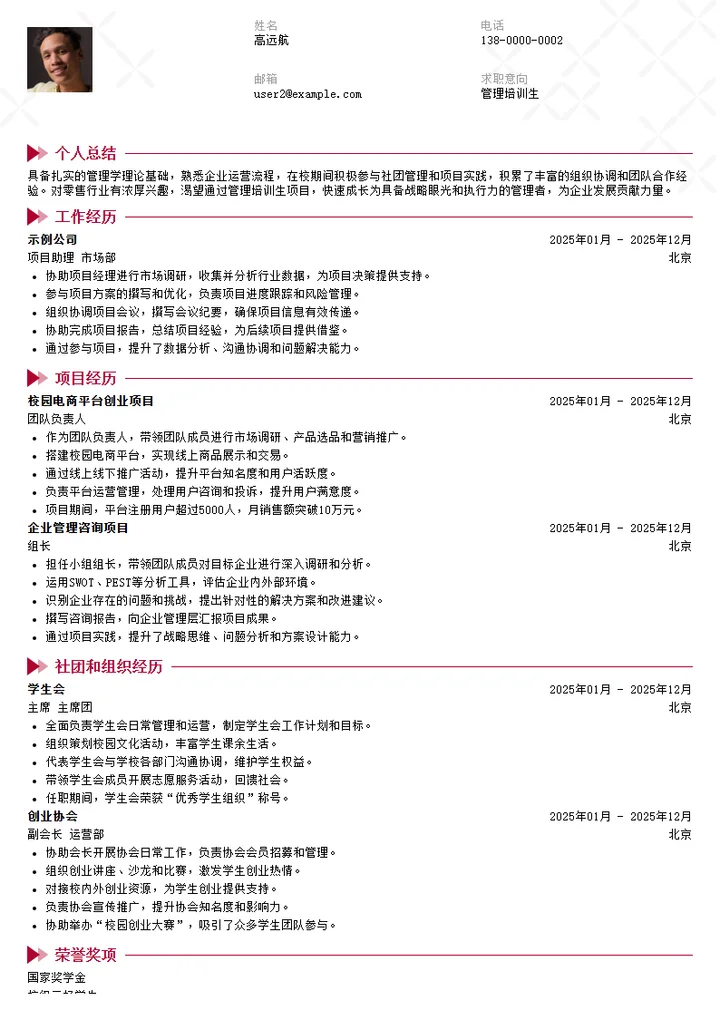 姓名
高远航
电话
138-0000-0002
邮箱
user2@example.com
求职意向
管理培训生
个人总结
具备扎实的管理学理论基础，熟悉企业运营流程，在校期间积极参与社团管理和项目实践，积累了丰富的组织协调和团队合作经
验。对零售行业有浓厚兴趣，渴望通过管理培训生项目，快速成长为具备战略眼光和执行力的管理者，为企业发展贡献力量。
工作经历
示例公司 2025年01月 - 2025年12月
项目助理 市场部 北京
• 协助项目经理进行市场调研，收集并分析行业数据，为项目决策提供支持。
• 参与项目方案的撰写和优化，负责项目进度跟踪和风险管理。
• 组织协调项目会议，撰写会议纪要，确保项目信息有效传递。
• 协助完成项目报告，总结项目经验，为后续项目提供借鉴。
• 通过参与项目，提升了数据分析、沟通协调和问题解决能力。
项目经历
校园电商平台创业项目 2025年01月 - 2025年12月
团队负责人 北京
• 作为团队负责人，带领团队成员进行市场调研、产品选品和营销推广。
• 搭建校园电商平台，实现线上商品展示和交易。
• 通过线上线下推广活动，提升平台知名度和用户活跃度。
• 负责平台运营管理，处理用户咨询和投诉，提升用户满意度。
• 项目期间，平台注册用户超过5000人，月销售额突破10万元。
企业管理咨询项目 2025年01月 - 2025年12月
组长 北京
• 担任小组组长，带领团队成员对目标企业进行深入调研和分析。
• 运用SWOT、PEST等分析工具，评估企业内外部环境。
• 识别企业存在的问题和挑战，提出针对性的解决方案和改进建议。
• 撰写咨询报告，向企业管理层汇报项目成果。
• 通过项目实践，提升了战略思维、问题分析和方案设计能力。
社团和组织经历
学生会 2025年01月 - 2025年12月
主席 主席团 北京
• 全面负责学生会日常管理和运营，制定学生会工作计划和目标。
• 组织策划校园文化活动，丰富学生课余生活。
• 代表学生会与学校各部门沟通协调，维护学生权益。
• 带领学生会成员开展志愿服务活动，回馈社会。
• 任职期间，学生会荣获“优秀学生组织”称号。
创业协会 2025年01月 - 2025年12月
副会长 运营部 北京
• 协助会长开展协会日常工作，负责协会会员招募和管理。
• 组织创业讲座、沙龙和比赛，激发学生创业热情。
• 对接校内外创业资源，为学生创业提供支持。
• 负责协会宣传推广，提升协会知名度和影响力。
• 协助举办“校园创业大赛”，吸引了众多学生团队参与。
荣誉奖项
国家奖学金